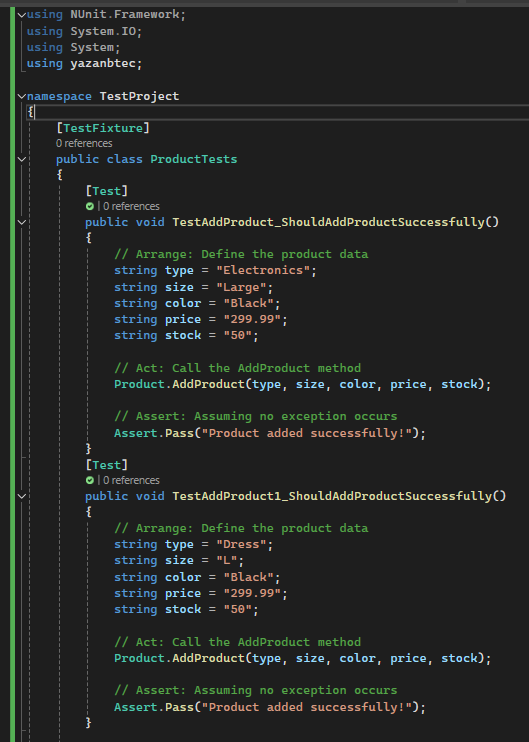 using NUnit.Framework;
using System.IO;
using System;
using yazanbtec;
namespace TestProject
{
[TestFixture]
0 references
public class ProductTests
{
[Test]
| 0 references
public void TestAddProduct_ShouldAddProductSuccessfully()
{
// Arrange: Define the product data
string type = "Electronics";
string size = "Large";
string color = "Black";
string price = "299.99";
string stock = "50";
// Act: Call the AddProduct method
Product.AddProduct(type, size, color, price, stock);
// Assert: Assuming no exception occurs
Assert.Pass("Product added successfully!");
}
[Test]
| 0 references
public void TestAddProduct1_ShouldAddProductSuccessfully()
{
// Arrange: Define the product data
string type = "Dress";
string size = "L";
string color = "Black";
string price = "299.99";
string stock = "50";
// Act: Call the AddProduct method
Product.AddProduct(type, size, color, price, stock);
// Assert: Assuming no exception occurs
Assert.Pass("Product added successfully!");
}